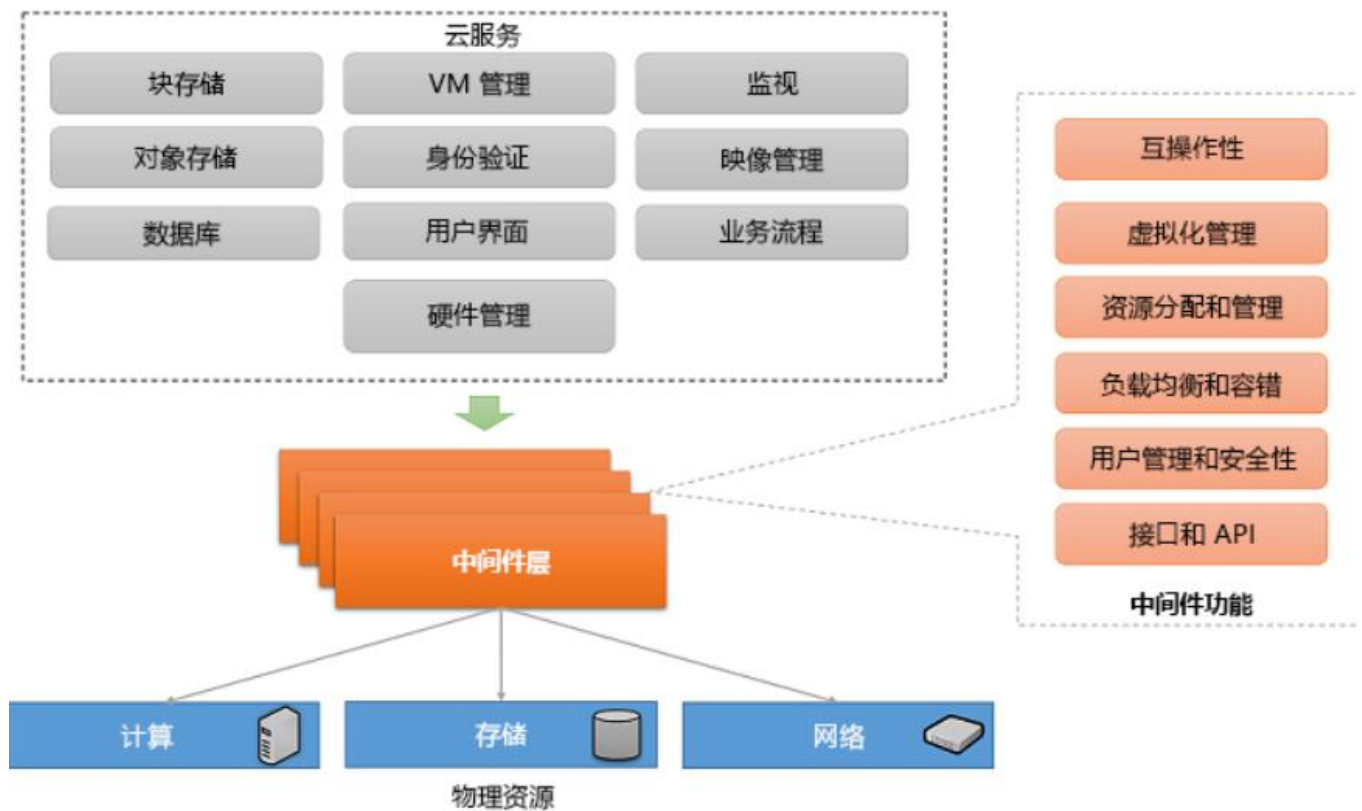 云服务
块存储
VM 管理
监视
对象存储
身份验证
映像管理
数据库
用户界面
业务流程
硬件管理
互操作性
虚拟化管理
资源分配和管理
负载均衡和容错
用户管理和安全性
接口和 API
中间件功能
中间件层
计算
存储
网络
物理资源